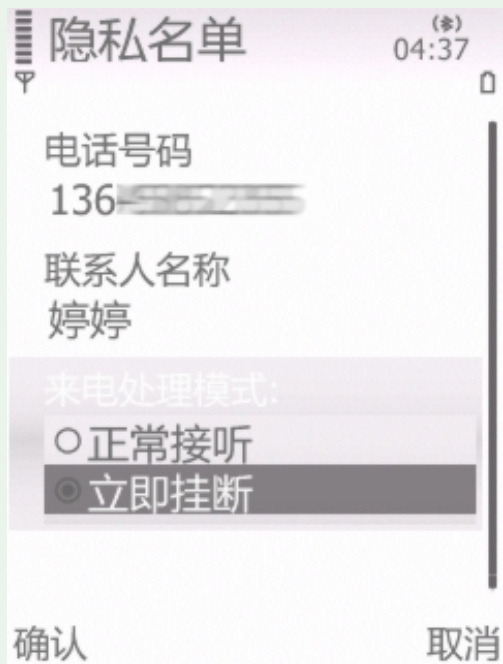 隐私名单
04:37
电话号码
136
联系人名称
婷婷
来电处理模式:
正常接听
立即挂断
确认
取消